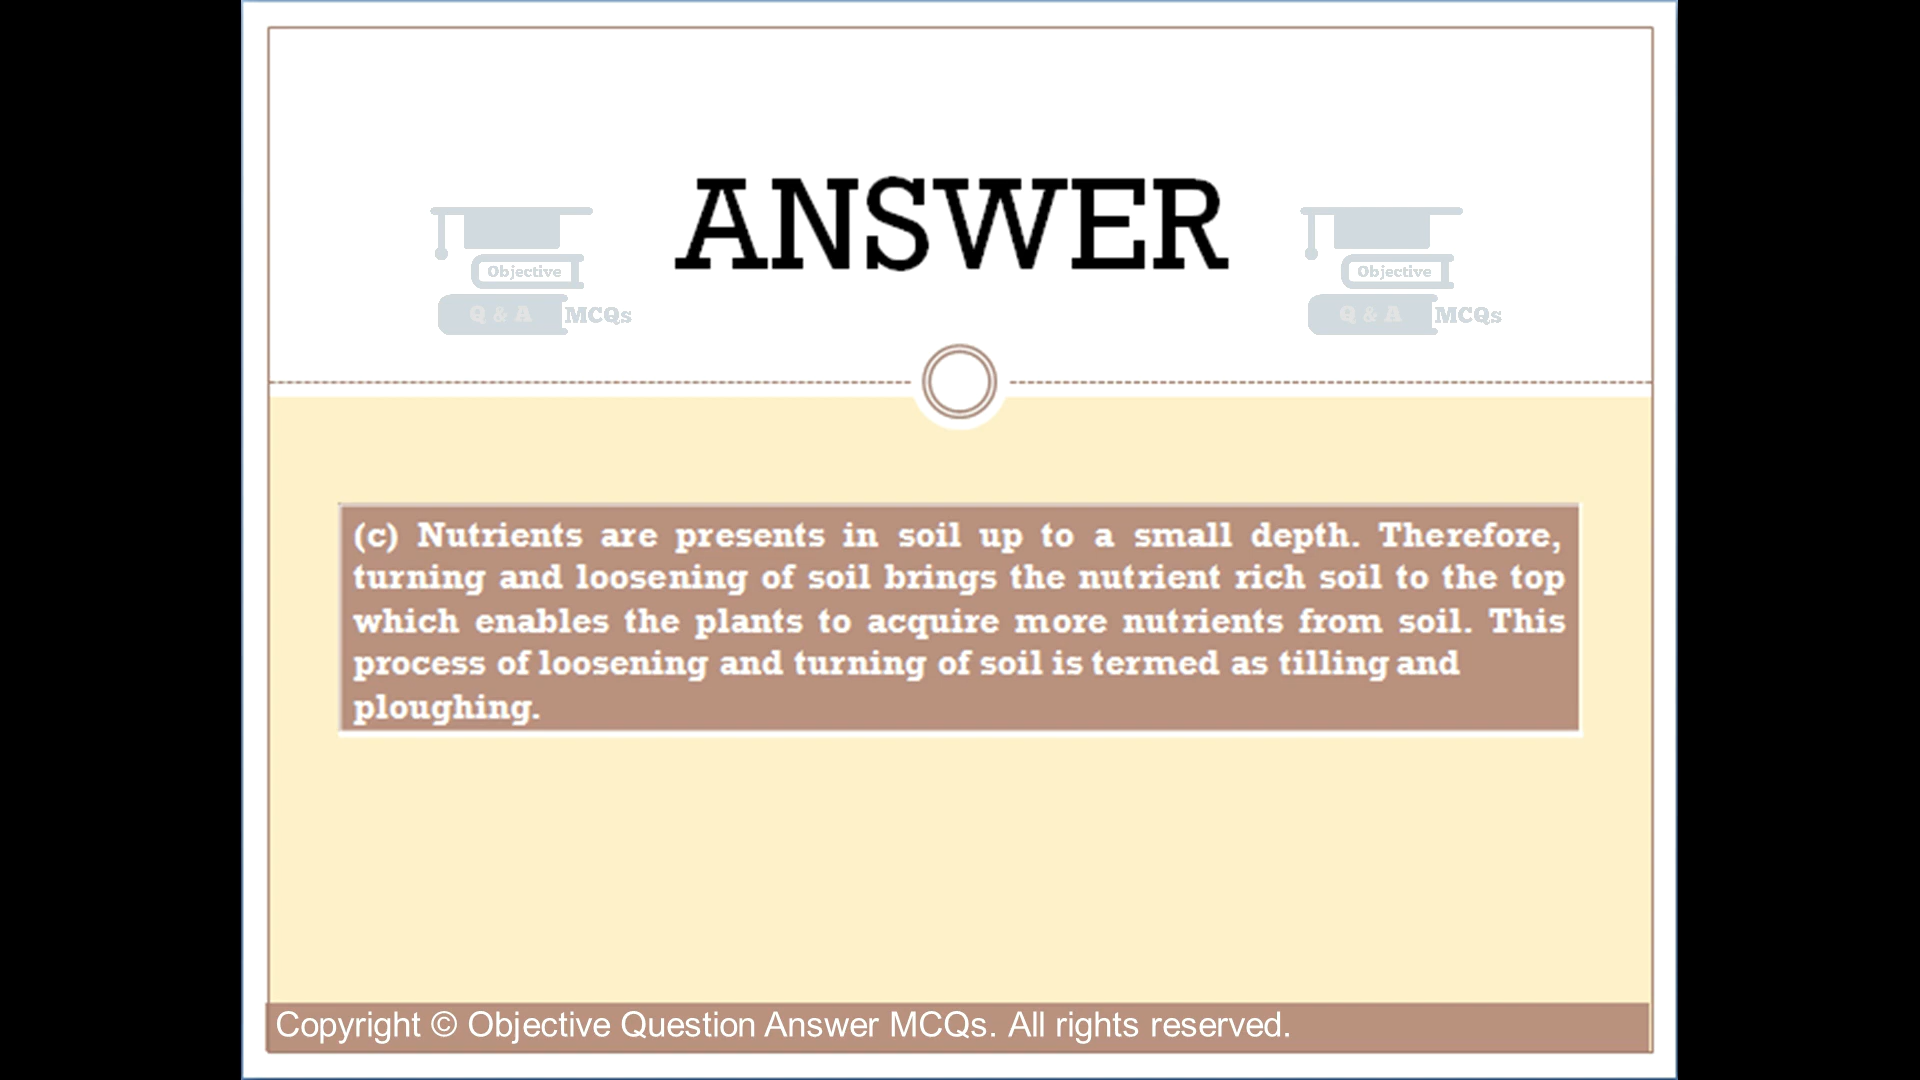 ANSWER
Objective
Q & A MCQs
Objective
Q & A MCQs
(c) Nutrients are presents in soil up to a small depth. Therefore,
turning and loosening of soil brings the nutrient rich soil to the top
which enables the plants to acquire more nutrients from soil. This
process of loosening and turning of soil is termed as tilling and
ploughing.
Copyright © Objective Question Answer MCQs. All rights reserved.